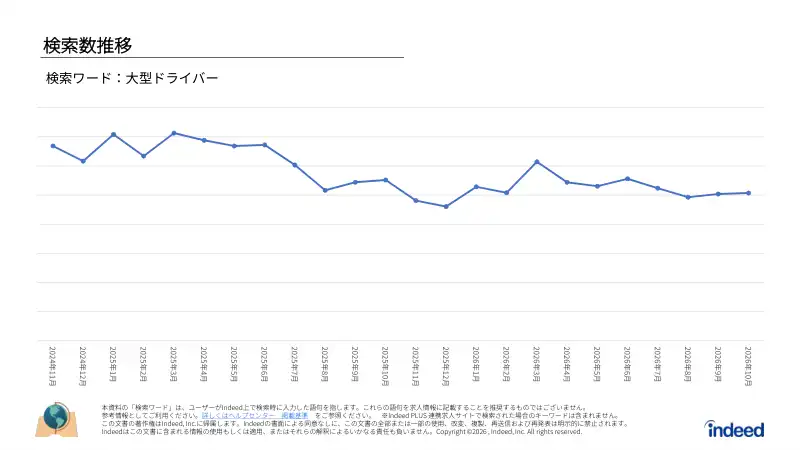 検索数推移
検索ワード：大型ドライバー
2024年11月
2024年12月
2025年1月
2025年2月
2025年3月
2025年4月
2025年5月
2025年6月
2025年7月
2025年8月
2025年9月
2025年10月
2025年11月
2025年12月
2026年1月
2026年2月
2026年3月
2026年4月
2026年5月
2026年6月
2026年7月
2026年8月
2026年9月
2026年10月
本資料の「検索ワード」は、ユーザーがIndeed上で検索時に入力した語句を指します。これらの語句を求人情報に記載することを推奨するものではございません。
参考情報としてご利用ください。詳しくはヘルプセンター　掲載基準　をご参照ください。　※Indeed PLUS 連携求人サイトで検索された場合のキーワードは含まれません。
この文書の著作権はIndeed, Inc.に帰属します。Indeedの書面による同意なしに、この文書の全部または一部の使用、改変、複製、再送信および再発表は明示的に禁止されます。
Indeedはこの文書に含まれる情報の使用もしくは適用、またはそれらの解釈によるいかなる責任も負いません。Copyright ©2026 , Indeed, Inc. All rights reserved.
indeed